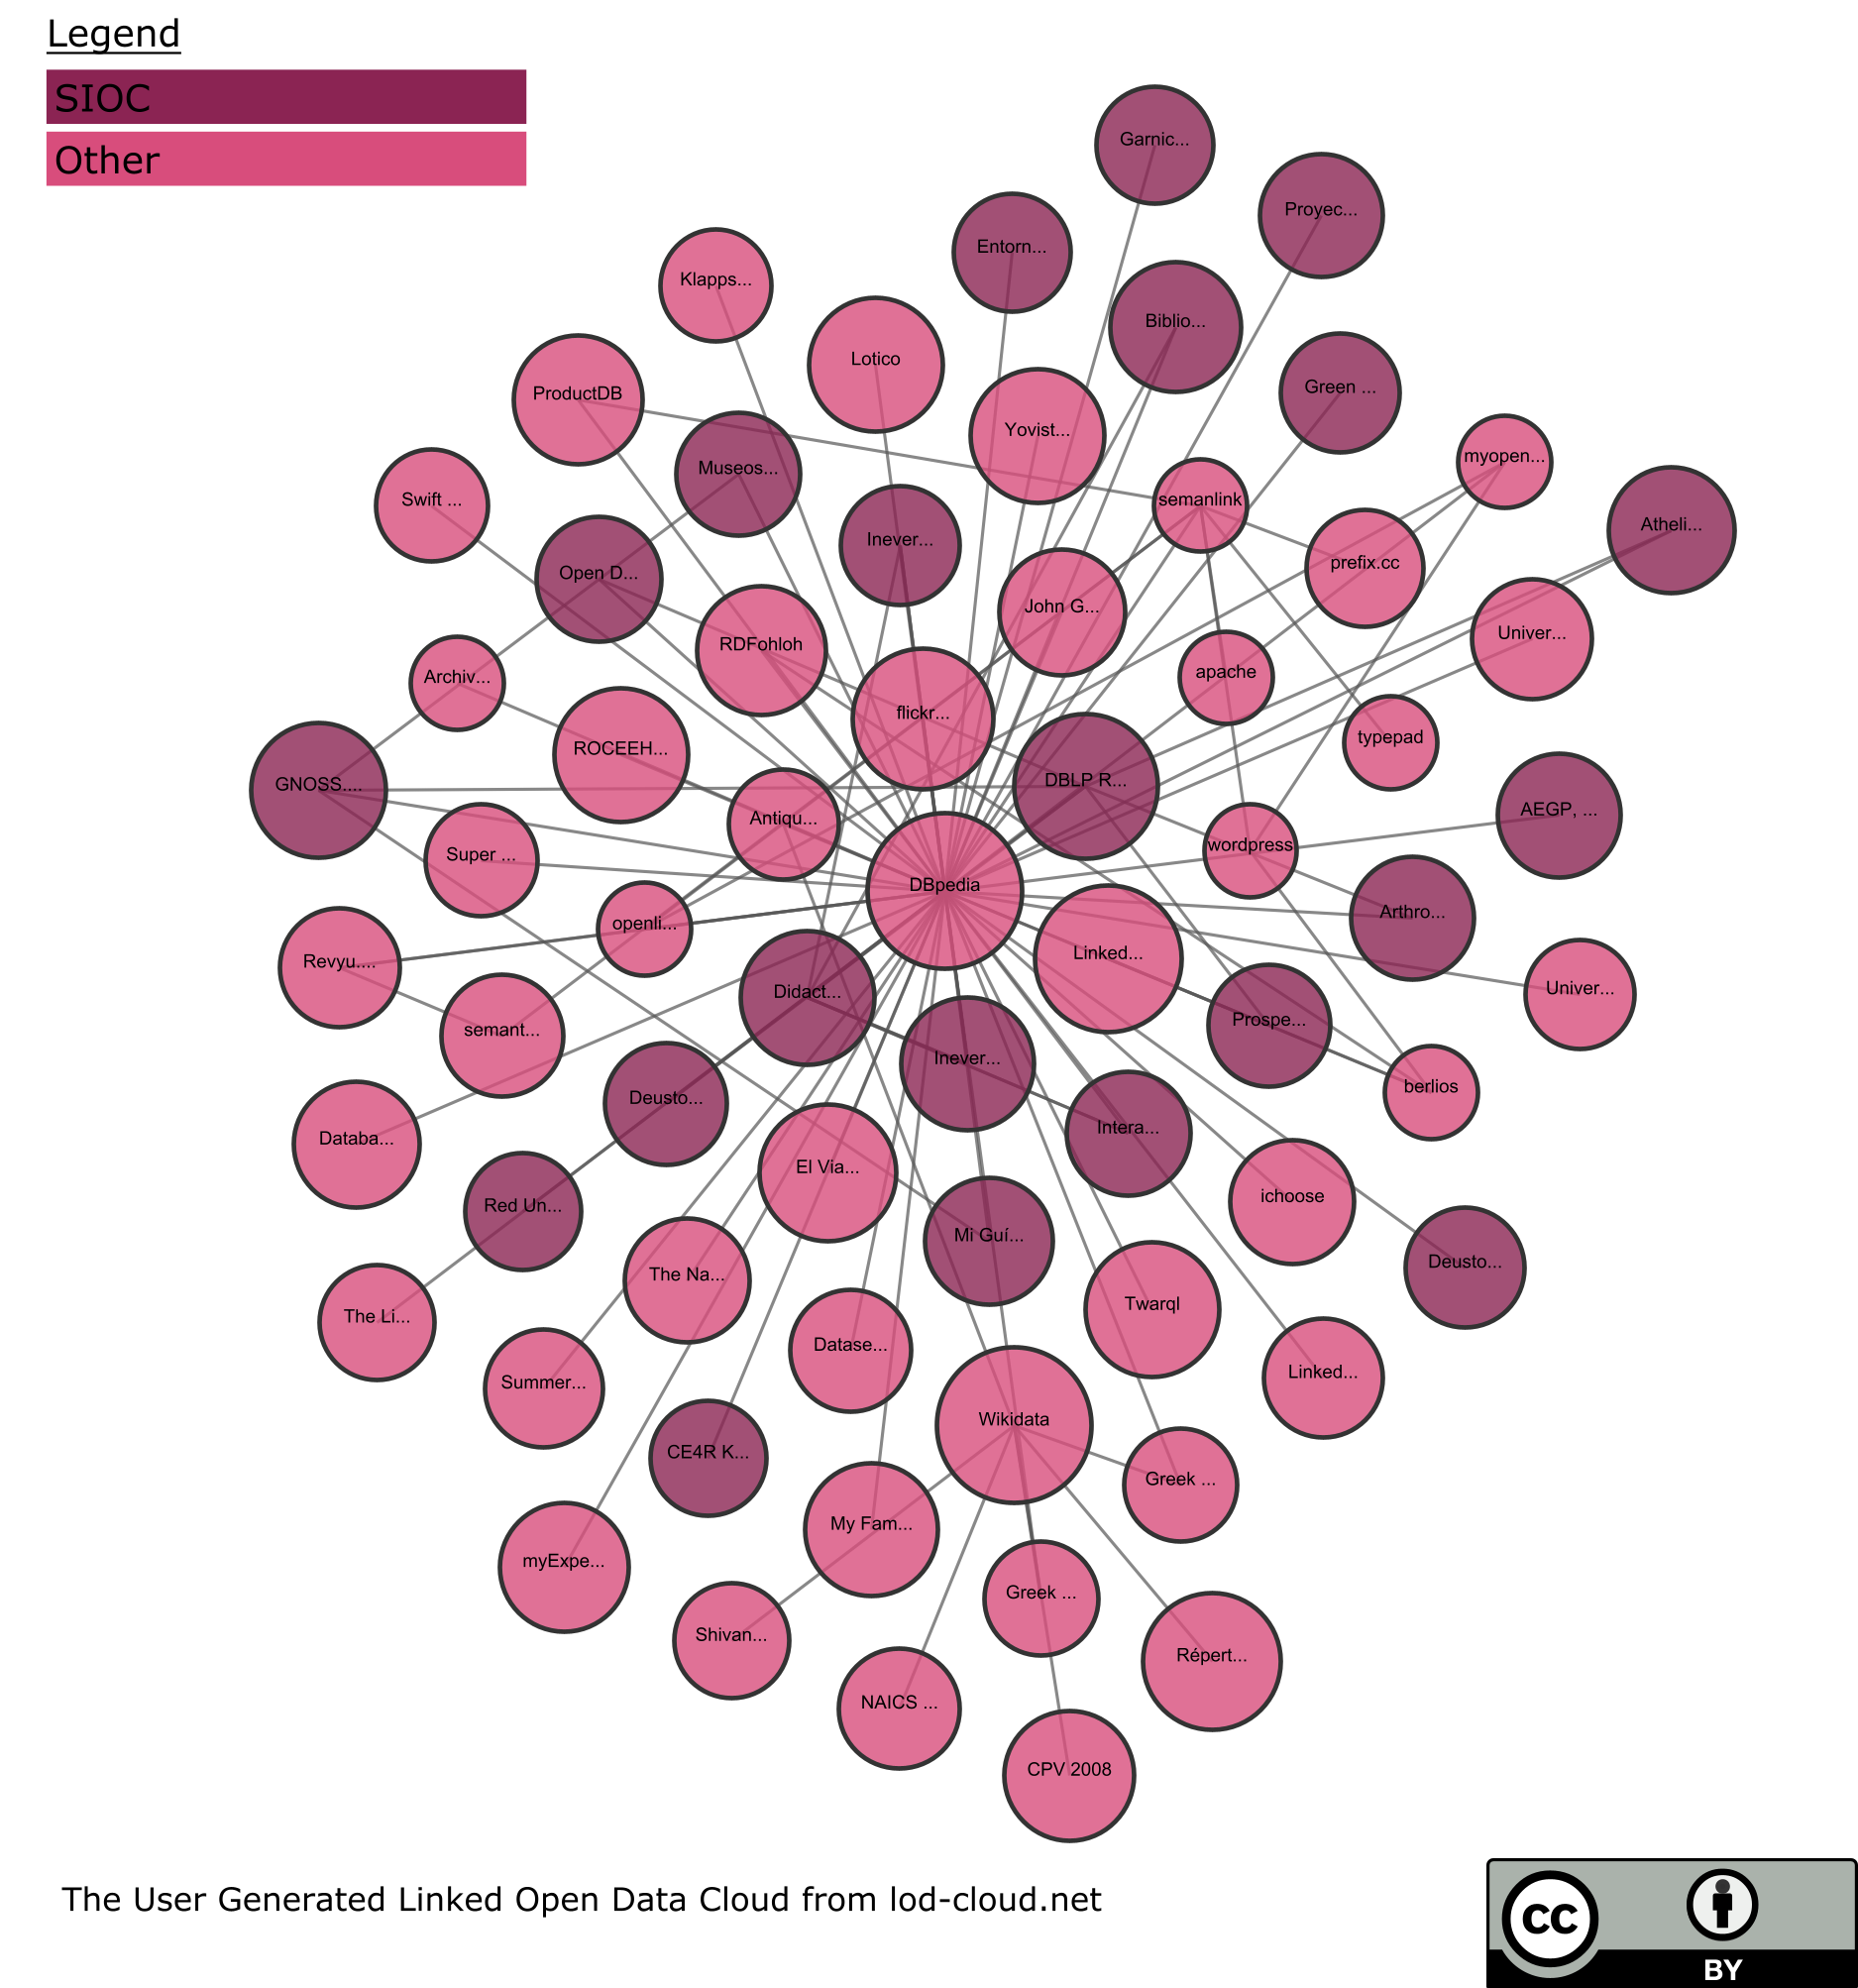 Legend
SIOC
Other
Garnic...
Proyec...
Entorn...
Klapps...
Biblio...
Lotico
Green ...
ProductDB
Yovist...
myopen...
Museos...
Swift ...
semanlink
Atheli...
Inever...
prefix.cc
Open D...
John G...
Univer...
RDFohloh
apache
Archiv...
flickr...
typepad
ROCEEH...
GNOSS....
DBLP R...
AEGP, ...
Antiqu...
wordpress
Super ...
DBpedia
Arthro...
openli...
Linked...
Revyu....
Univer...
Didact...
Prospe...
semant...
Inever...
berlios
Deusto...
Intera...
Databa...
El Via...
ichoose
Red Un...
Mi Guí...
Deusto...
The Na...
Twarql
The Li...
Datase...
Linked...
Summer...
Wikidata
CE4R K...
Greek ...
My Fam...
myExpe...
Greek ...
Shivan...
Répert...
NAICS ...
CPV 2008
The User Generated Linked Open Data Cloud from lod-cloud.net
cc
BY